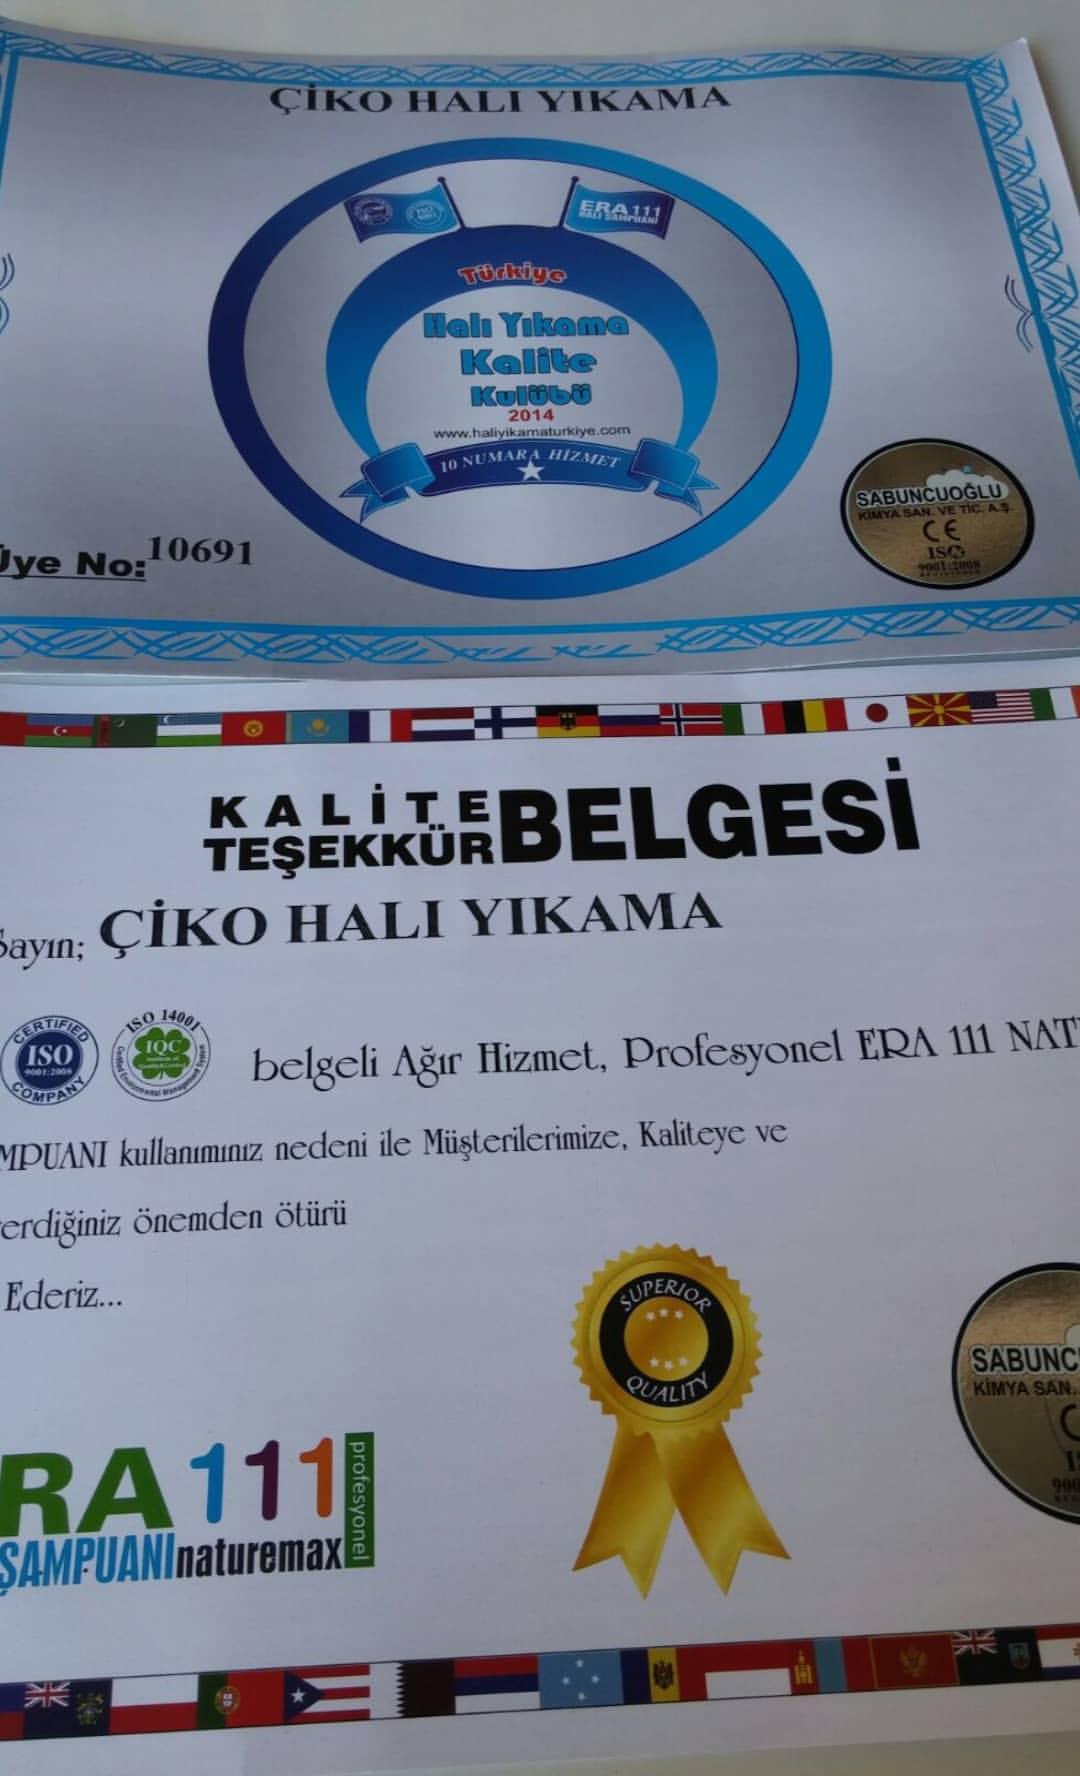 ÇİKO HALI YIKAMA
ERA 111
HALI ŞAMPUANI
Türkiye
Halı Yıkama
Kalite
Kulübü
2014
www.haliyikamaturkiye.com
10 NUMARA HİZMET
SABUNCUOĞLU
KİMYA SAN. VE TİC. A.Ş.
CE
ISO
9001:2008
Üye No: 10691
KALİTE
TEŞEKKÜR BELGESİ
Sayın; ÇİKO HALI YIKAMA
CERTIFIED
ISO
9001:2008
COMPANY
ISO 14001
IQC
belgeli Ağır Hizmet, Profesyonel ERA 111 NAT
MPUANI kullanımınız nedeni ile Müşterilerimize, Kaliteye ve
erdiğiniz önemden ötürü
Ederiz...
SUPERIOR
QUALITY
SABUNC
KİMYA SAN.
RA 111 profesyonel
ŞAMPUANI naturemax